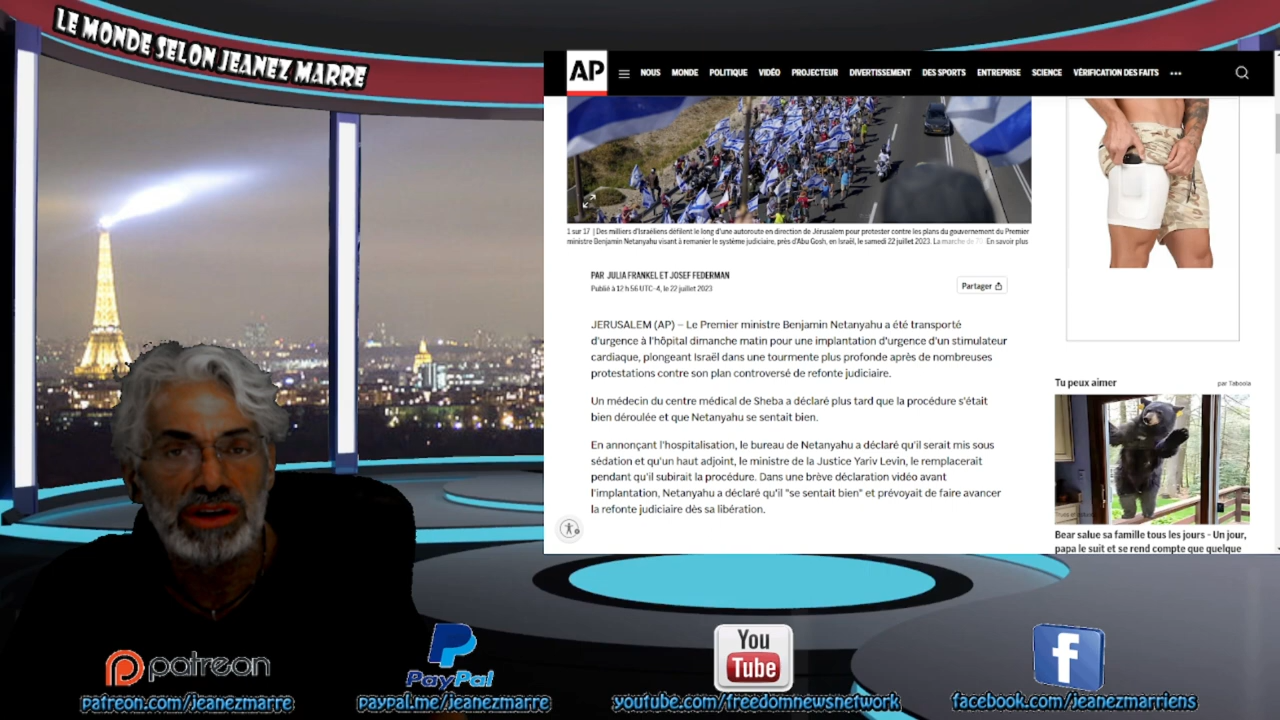 LE MONDE SELON JEANEZ MARRE
AP
NOUS MONDE POLITIQUE VIDÉO PROJECTEUR DIVERTISSEMENT DES SPORTS ENTREPRISE SCIENCE VÉRIFICATION DES FAITS
1 sur 17 | Des milliers d'Israéliens défilent le long d'une autoroute en direction de Jérusalem pour protester contre les plans du gouvernement du Premier
ministre Benjamin Netanyahu visant à remanier le système judiciaire, près d'Abu Gosh, en Israël, le samedi 22 juillet 2023. La marche de 7 En savoir plus
PAR JULIA FRANKEL ET JOSEF FEDERMAN
Publié à 12 h 56 UTC−4, le 22 juillet 2023
Partager
JERUSALEM (AP) – Le Premier ministre Benjamin Netanyahu a été transporté
d'urgence à l'hôpital dimanche matin pour une implantation d'urgence d'un stimulateur
cardiaque, plongeant Israël dans une tourmente plus profonde après de nombreuses
protestations contre son plan controversé de refonte judiciaire.
Un médecin du centre médical de Sheba a déclaré plus tard que la procédure s'était
bien déroulée et que Netanyahu se sentait bien.
En annonçant l'hospitalisation, le bureau de Netanyahu a déclaré qu'il serait mis sous
sédation et qu'un haut adjoint, le ministre de la Justice Yariv Levin, le remplacerait
pendant qu'il subirait la procédure. Dans une brève déclaration vidéo avant
l'implantation, Netanyahu a déclaré qu'il "se sentait bien" et prévoyait de faire avancer
la refonte judiciaire dès sa libération.
Tu peux aimer
par Taboola
Bear salue sa famille tous les jours - Un jour,
papa le suit et se rend compte que quelque
patreon
PayPal
You
Tube
f
patreon.com/jeanezmarre
paypal.me/jeanezmarre
youtube.com/freedomnewsnetwork
facebook.com/jeanezmarriens